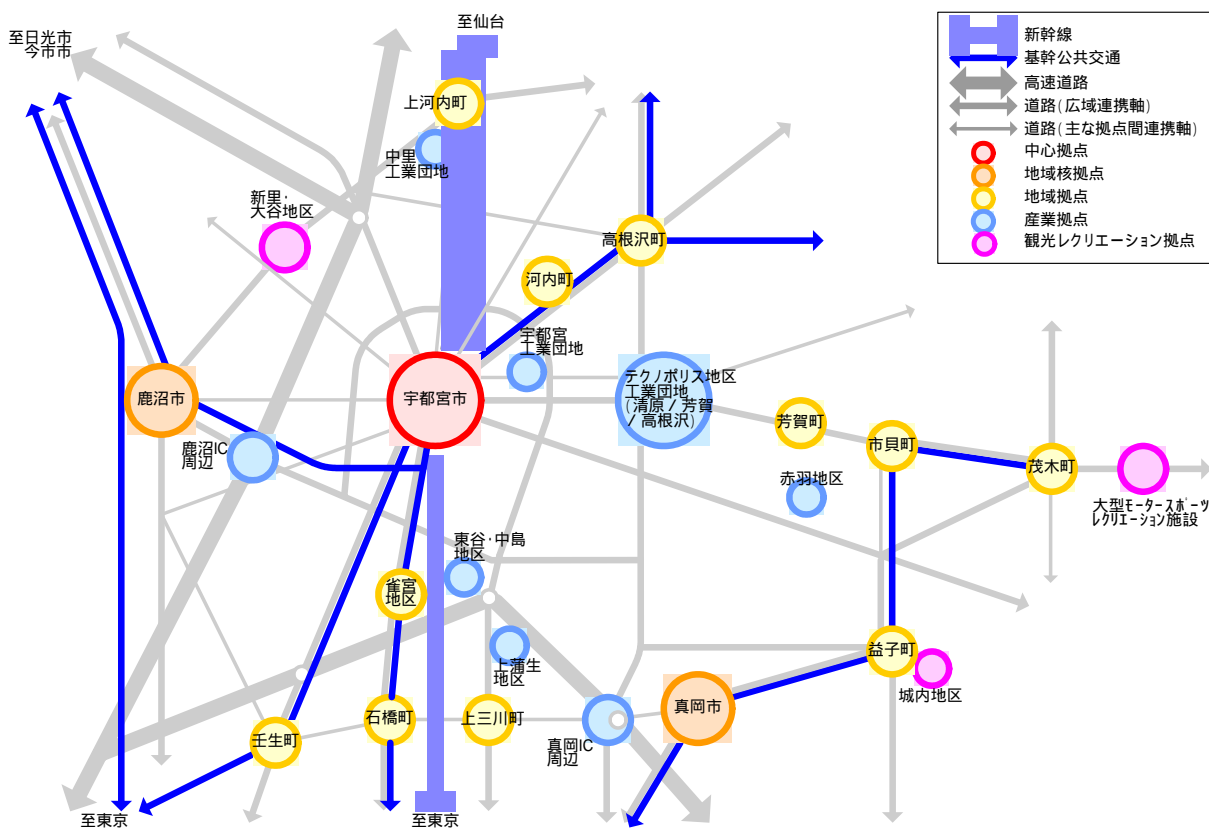 至仙台
至日光市
今市市
上河内町
中里
工業団地
新里・
大谷地区
高根沢町
河内町
宇都宮
工業団地
宇都宮市
鹿沼市
鹿沼IC
周辺
テクノポリス地区
工業団地
(清原/芳賀
/高根沢)
芳賀町
市貝町
茂木町
赤羽地区
大型モータースポーツ
レクリエーション施設
東谷・中島
地区
雀宮
地区
上蒲生
地区
益子町
城内地区
真岡市
石橋町
上三川町
真岡IC
周辺
壬生町
至東京
至東京
新幹線
基幹公共交通
高速道路
道路(広域連携軸)
道路(主な拠点間連携軸)
中心拠点
地域核拠点
地域拠点
産業拠点
観光レクリエーション拠点